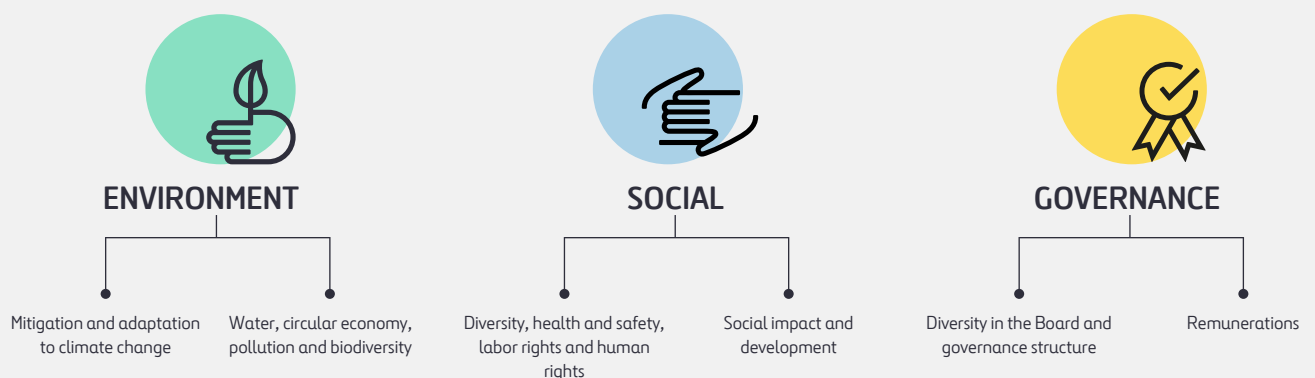 ENVIRONMENT
Mitigation and adaptation
to climate change
Water, circular economy,
pollution and biodiversity
SOCIAL
Diversity, health and safety,
labor rights and human
rights
Social impact and
development
GOVERNANCE
Diversity in the Board and
governance structure
Remunerations